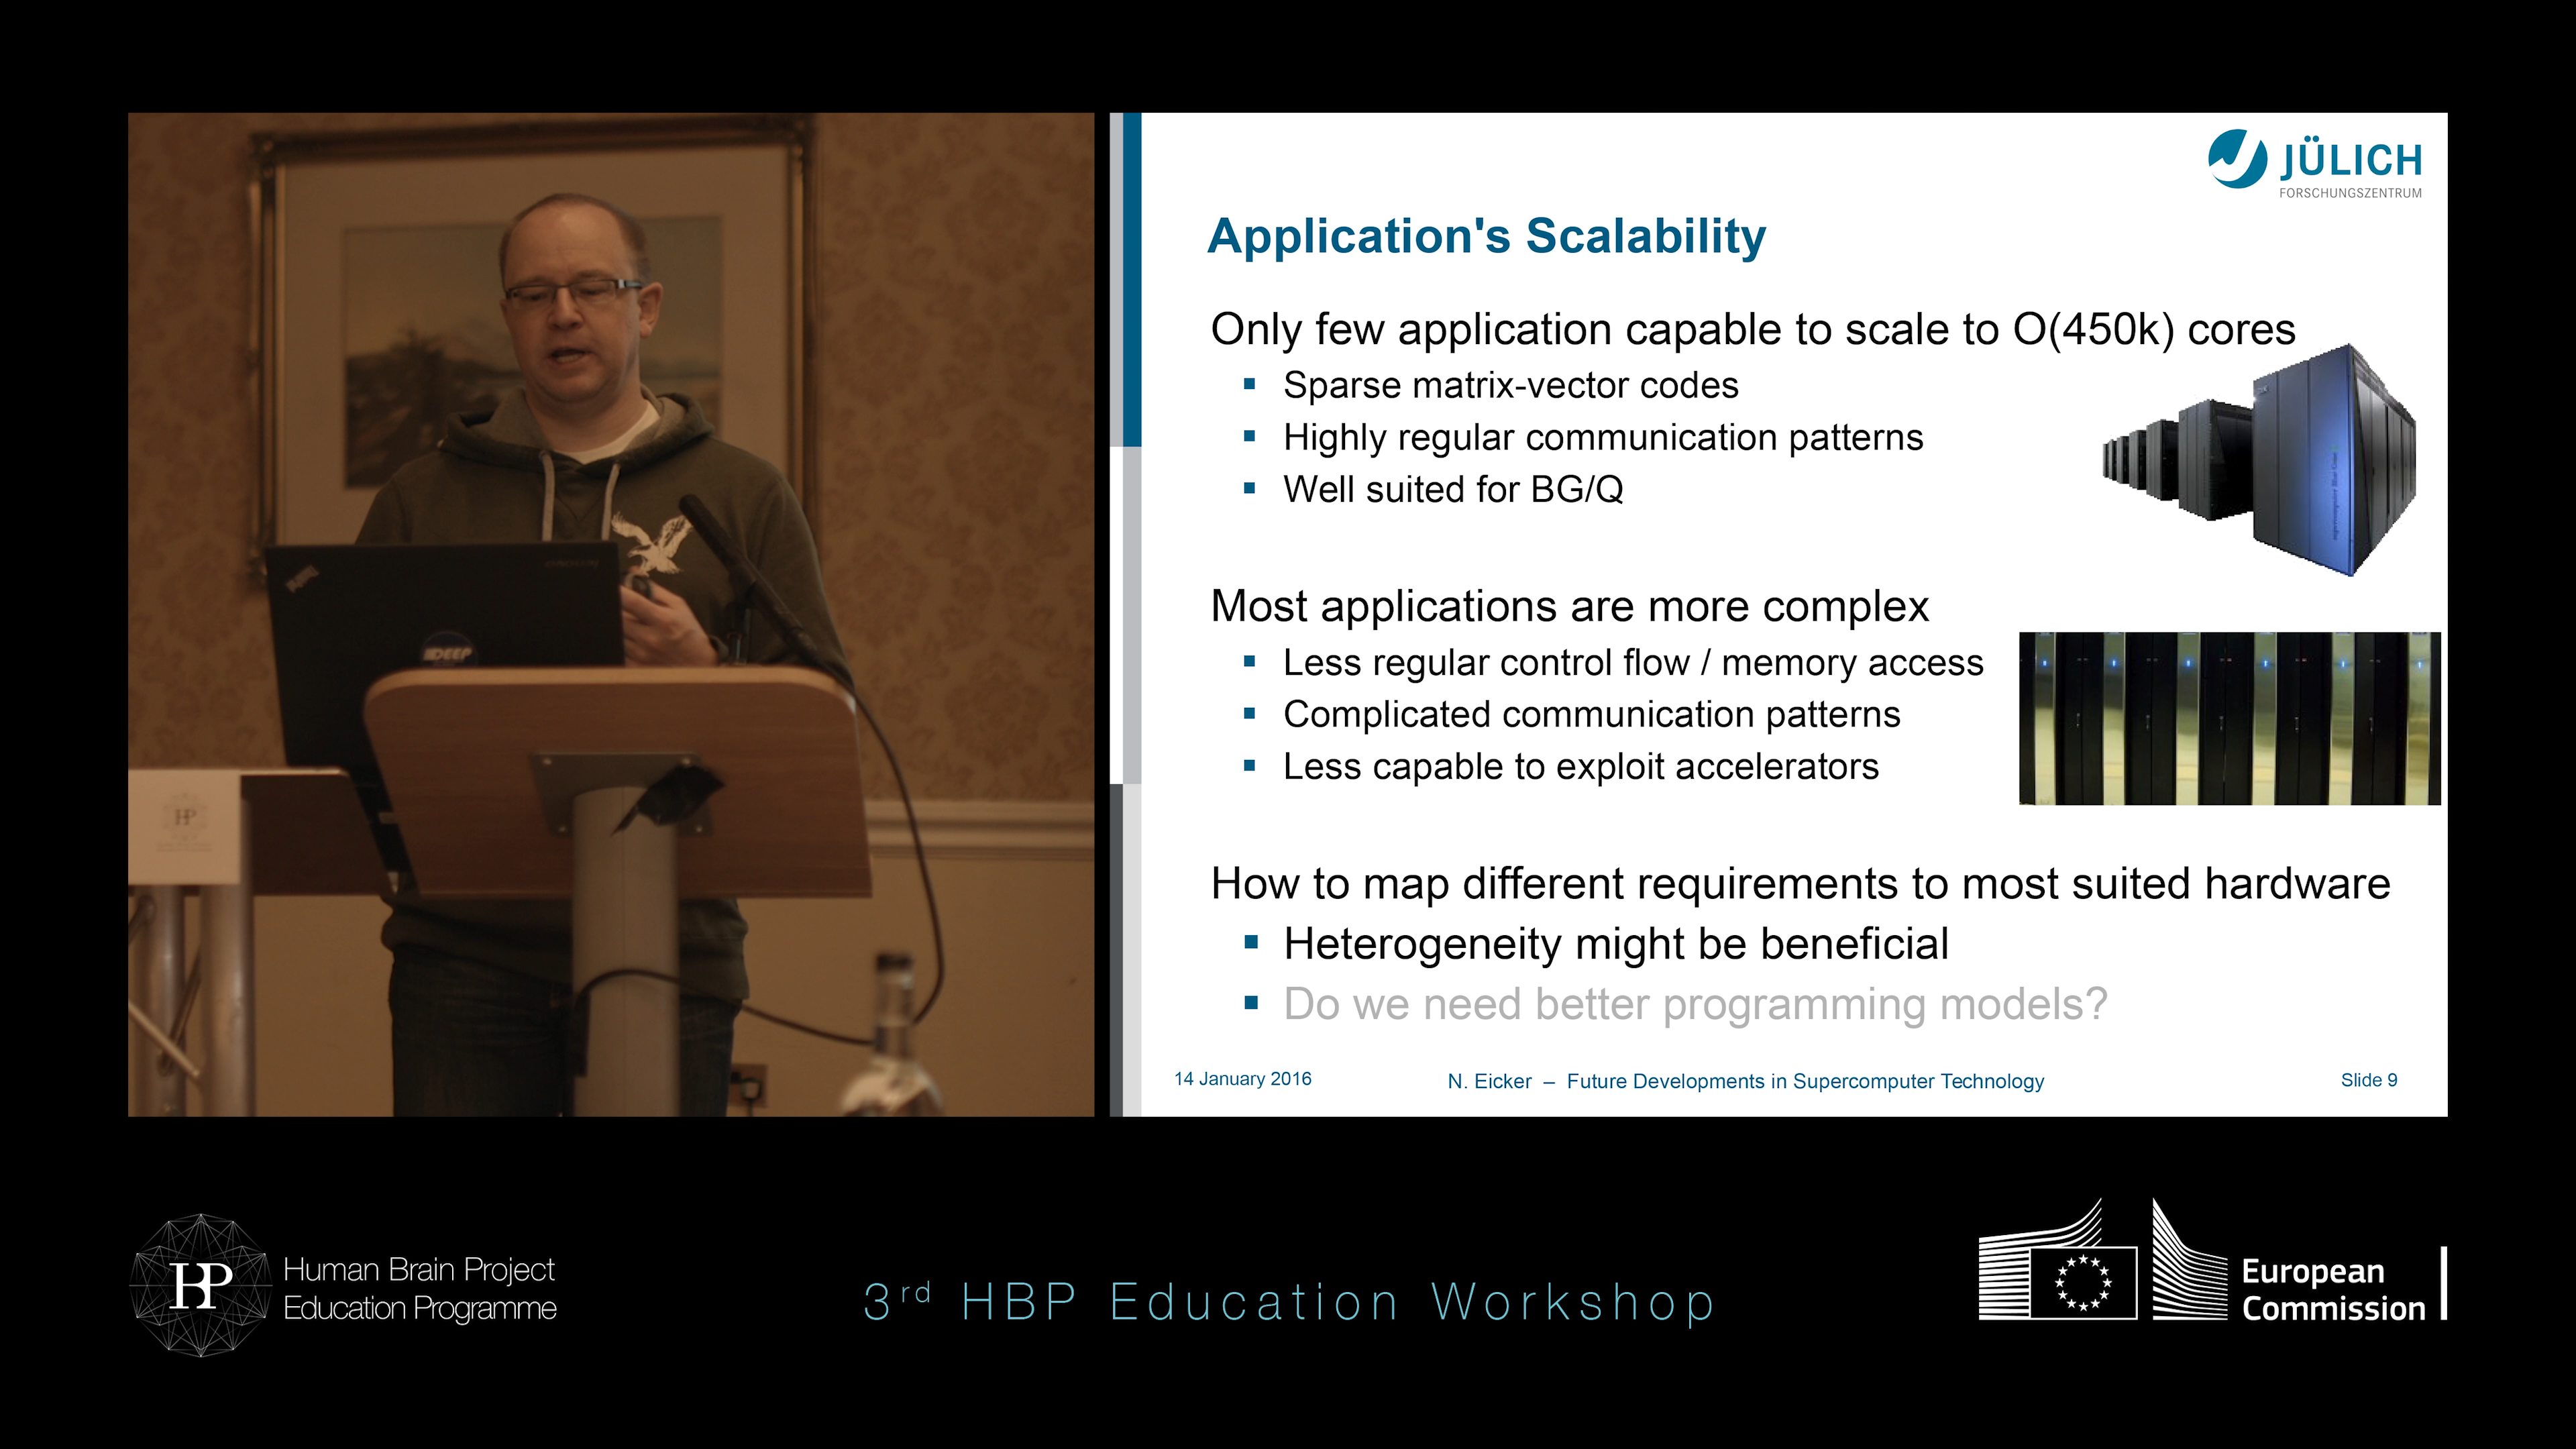 JÜLICH
FORSCHUNGSZENTRUM
Application's Scalability
Only few application capable to scale to O(450k) cores
▪ Sparse matrix-vector codes
▪ Highly regular communication patterns
▪ Well suited for BG/Q
Most applications are more complex
▪ Less regular control flow / memory access
▪ Complicated communication patterns
▪ Less capable to exploit accelerators
How to map different requirements to most suited hardware
▪ Heterogeneity might be beneficial
▪ Do we need better programming models?
14 January 2016
N. Eicker – Future Developments in Supercomputer Technology
Slide 9
DEEP
HP
HP
Human Brain Project
Education Programme
3rd HBP Education Workshop
European
Commission